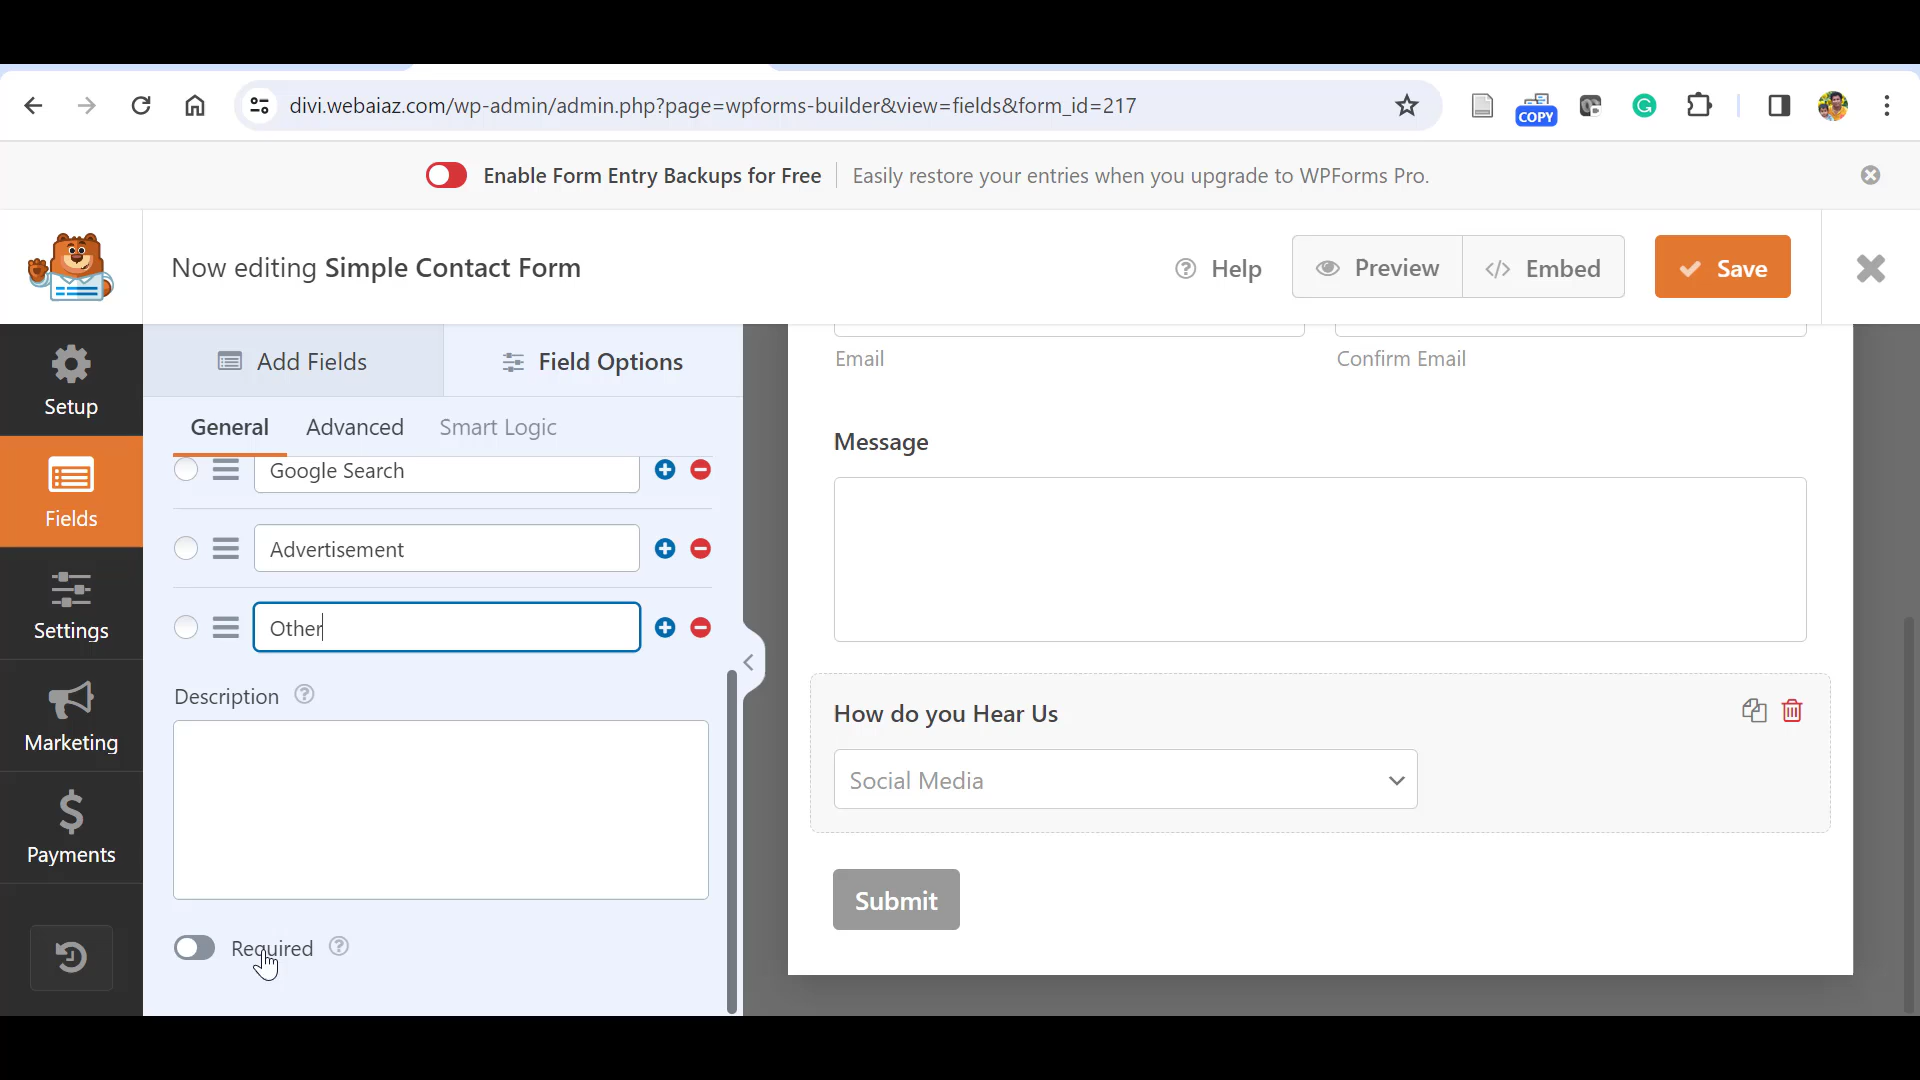 divi.webaiaz.com/wp-admin/admin.php?page=wpforms-builder&view=fields&form_id=217
COPY
Enable Form Entry Backups for Free
Easily restore your entries when you upgrade to WPForms Pro.
Now editing Simple Contact Form
Help
Preview
Embed
Save
Setup
Fields
Settings
Marketing
Payments
Add Fields
Field Options
General
Advanced
Smart Logic
Google Search
Advertisement
Other
Description
Required
Email
Confirm Email
Message
How do you Hear Us
Social Media
Submit